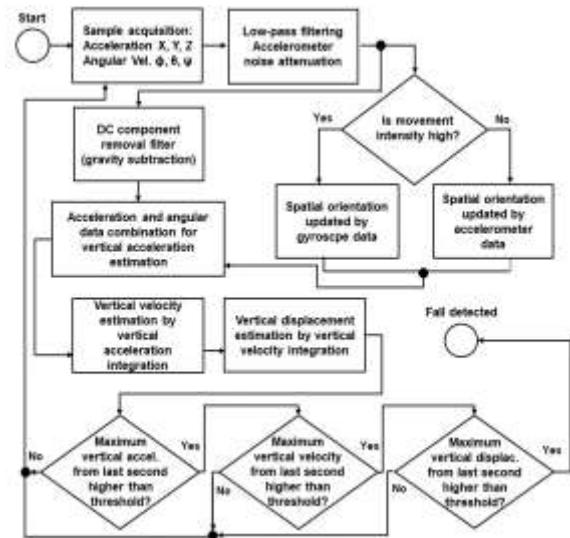 Start
Sample acquisition:
Acceleration X, Y, Z
Angular Vel. ϕ, θ, ψ
Low-pass filtering
Accelerometer
noise attenuation
DC component
removal filter
(gravity subtraction)
Yes
Is movement
intensity high?
No
Acceleration and angular
data combination for
vertical acceleration
estimation
Spatial orientation
updated by
gyroscpe data
Spatial orientation
updated by
accelerometer
data
Vertical velocity
estimation by
vertical
acceleration
integration
Vertical displacement
estimation by vertical
velocity integration
Fall detected
No
Maximum
vertical accel.
from last second
higher than
threshold?
Yes
No
Maximum
vertical velocity
from last second
higher than
threshold?
Yes
No
Maximum
vertical displac.
from last second
higher than
threshold?
Yes